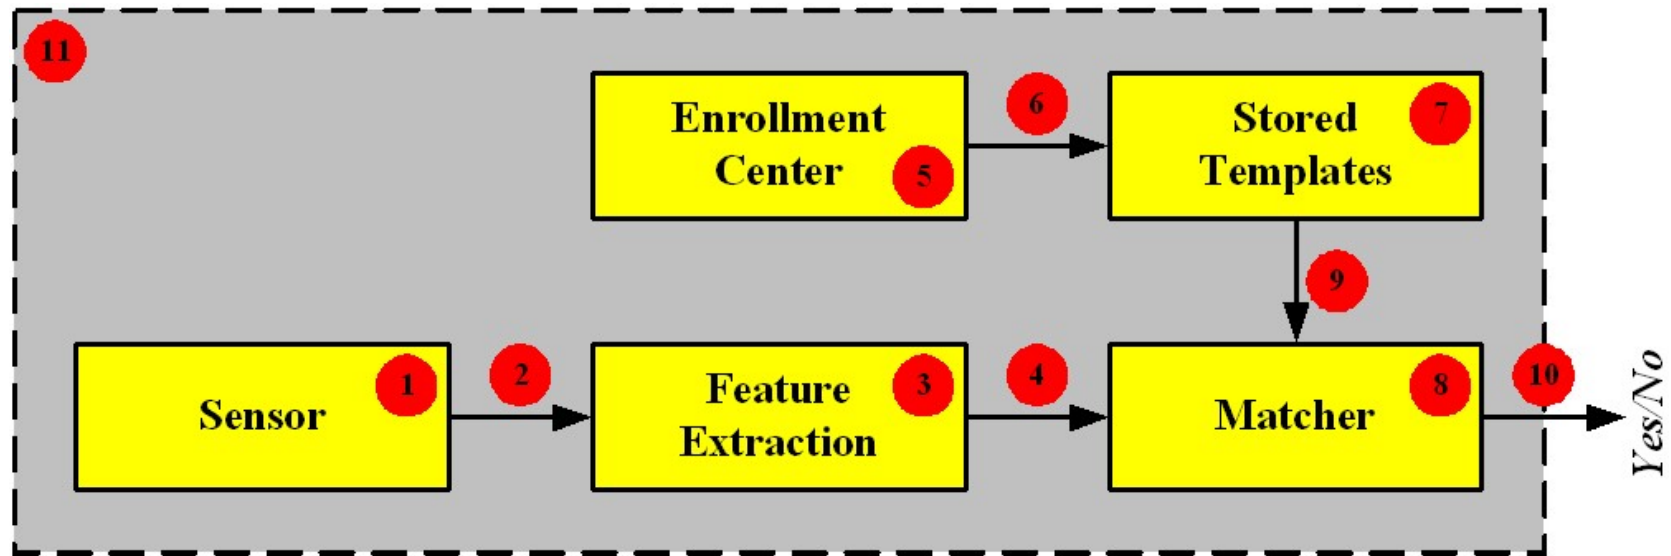 11
Enrollment
Center
5
6
Stored
Templates
7
9
Sensor
1
2
Feature
Extraction
3
4
Matcher
8
10
Yes/No